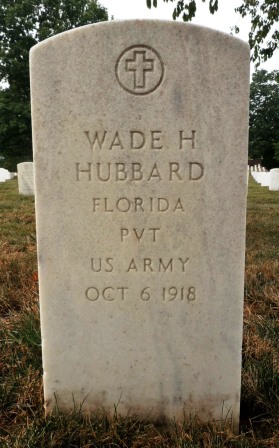 WADE H
HUBBARD
FLORIDA
PVT
US ARMY
OCT 6 1918